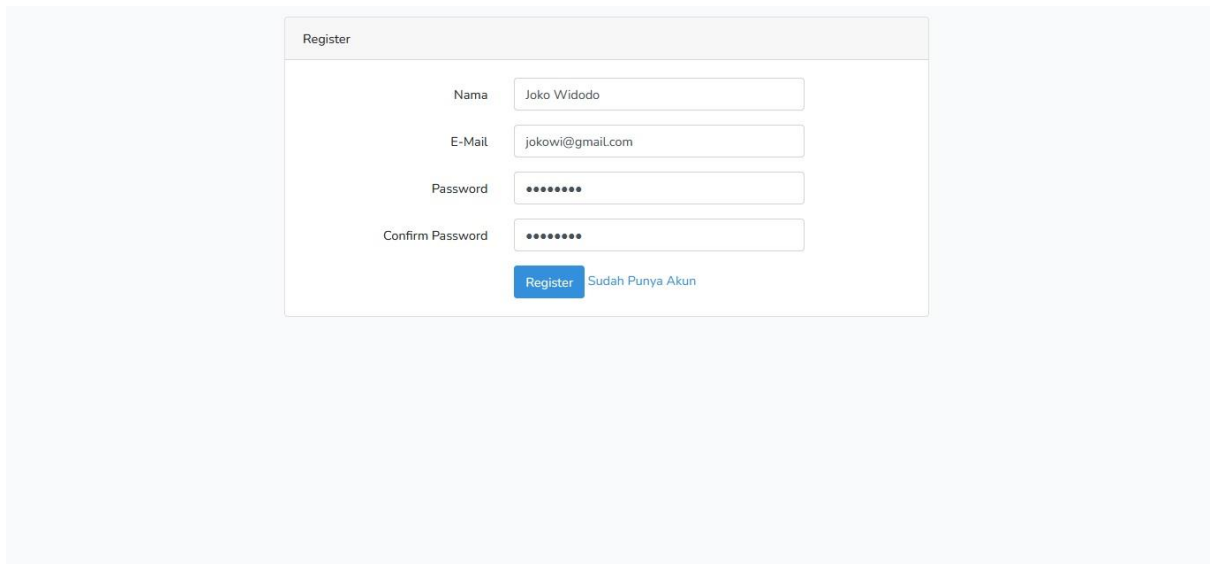 Register
Nama Joko Widodo
E-Mail jokowi@gmail.com
Password ••••••••
Confirm Password ••••••••
Register Sudah Punya Akun